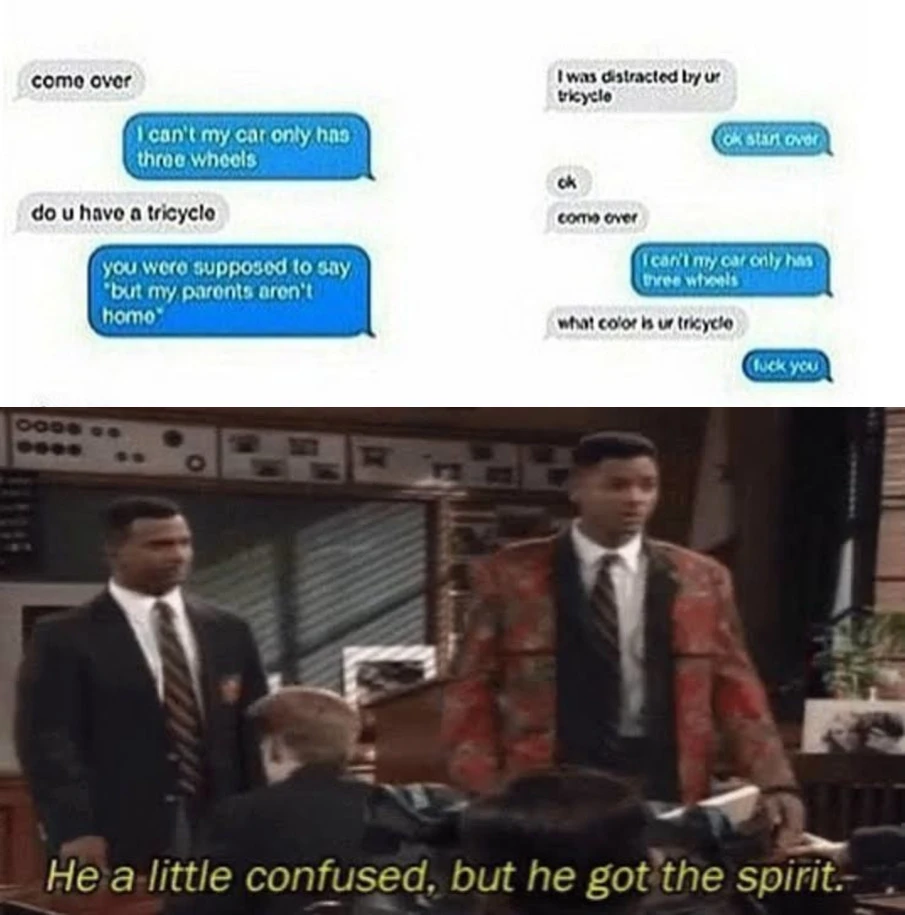 come over
I can't my car only has
three wheels
do u have a tricycle
you were supposed to say
"but my parents aren't
home"
I was distracted by ur
tricycle
ok start over
ok
come over
I can't my car only has
three wheels
what color is ur tricycle
fuck you
He a little confused, but he got the spirit.